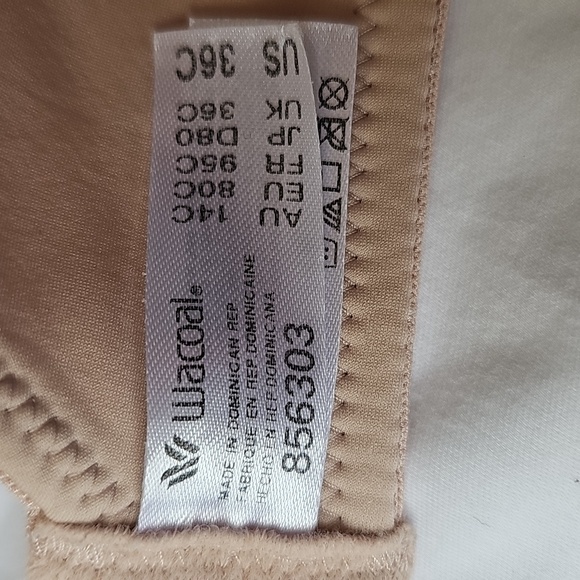 US 36C
UK 36C
JP D80
FR 95C
EC 80C
AU 14C
Wacoal®
MADE IN DOMINICAN REP
FABRIQUE EN REP DOMINICAINE
HECHO EN REP DOMINICANA
856303